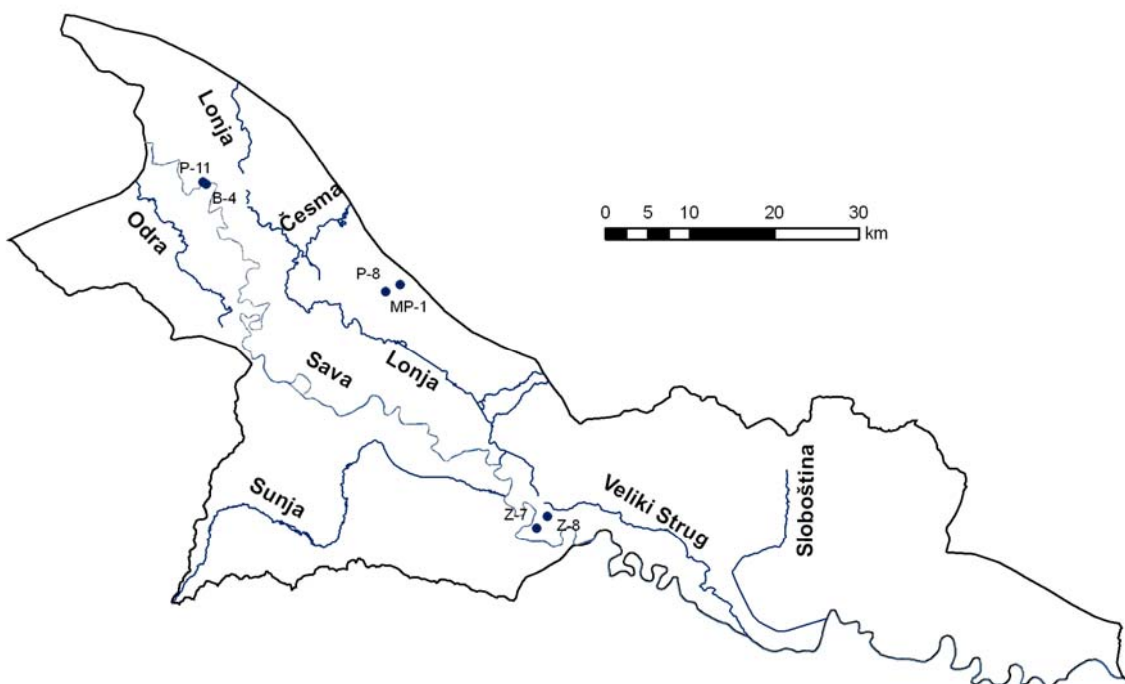 Lonja
P-11
B-4
Česma
Odra
0 5 10 20 30
km
P-8
MP-1
Sava
Lonja
Sunja
Z-7
Z-8
Veliki Strug
Sloboština